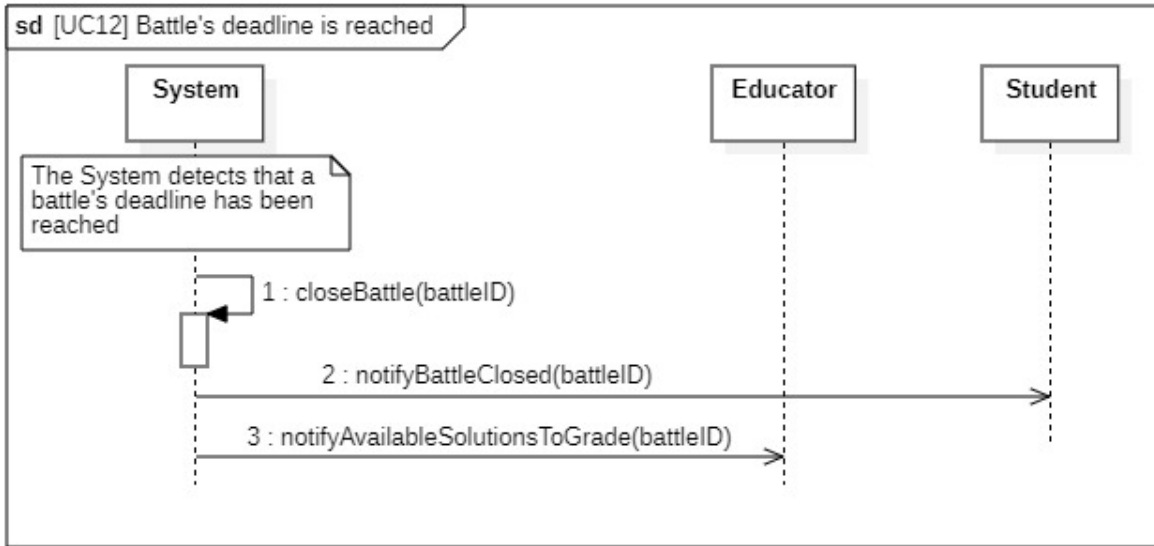 sd [UC12] Battle's deadline is reached
System
Educator
Student
The System detects that a
battle's deadline has been
reached
1 : closeBattle(battleID)
2 : notifyBattleClosed(battleID)
3 : notifyAvailableSolutionsToGrade(battleID)